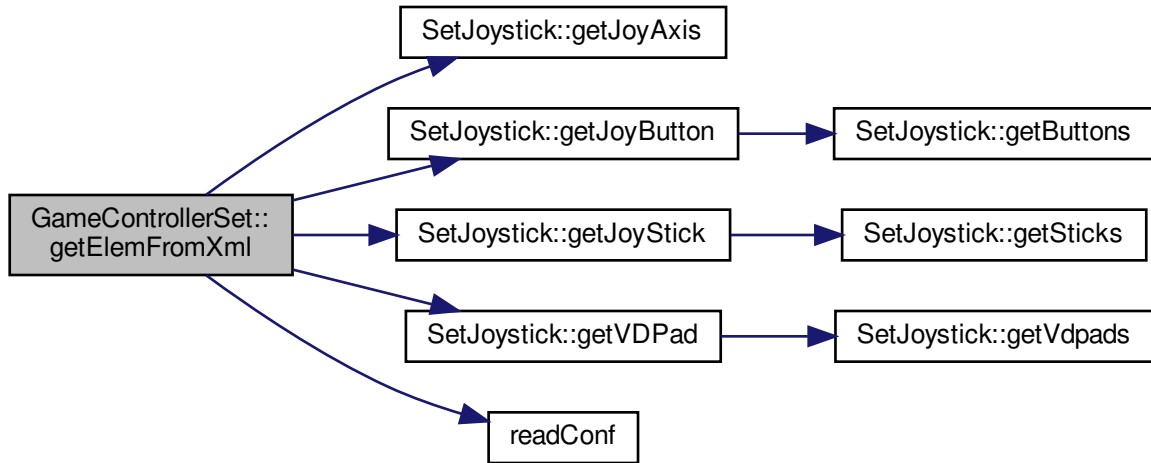 SetJoystick::getJoyAxis
SetJoystick::getJoyButton
SetJoystick::getButtons
GameControllerSet::
getElemFromXml
SetJoystick::getJoyStick
SetJoystick::getSticks
SetJoystick::getVDPad
SetJoystick::getVdpads
readConf